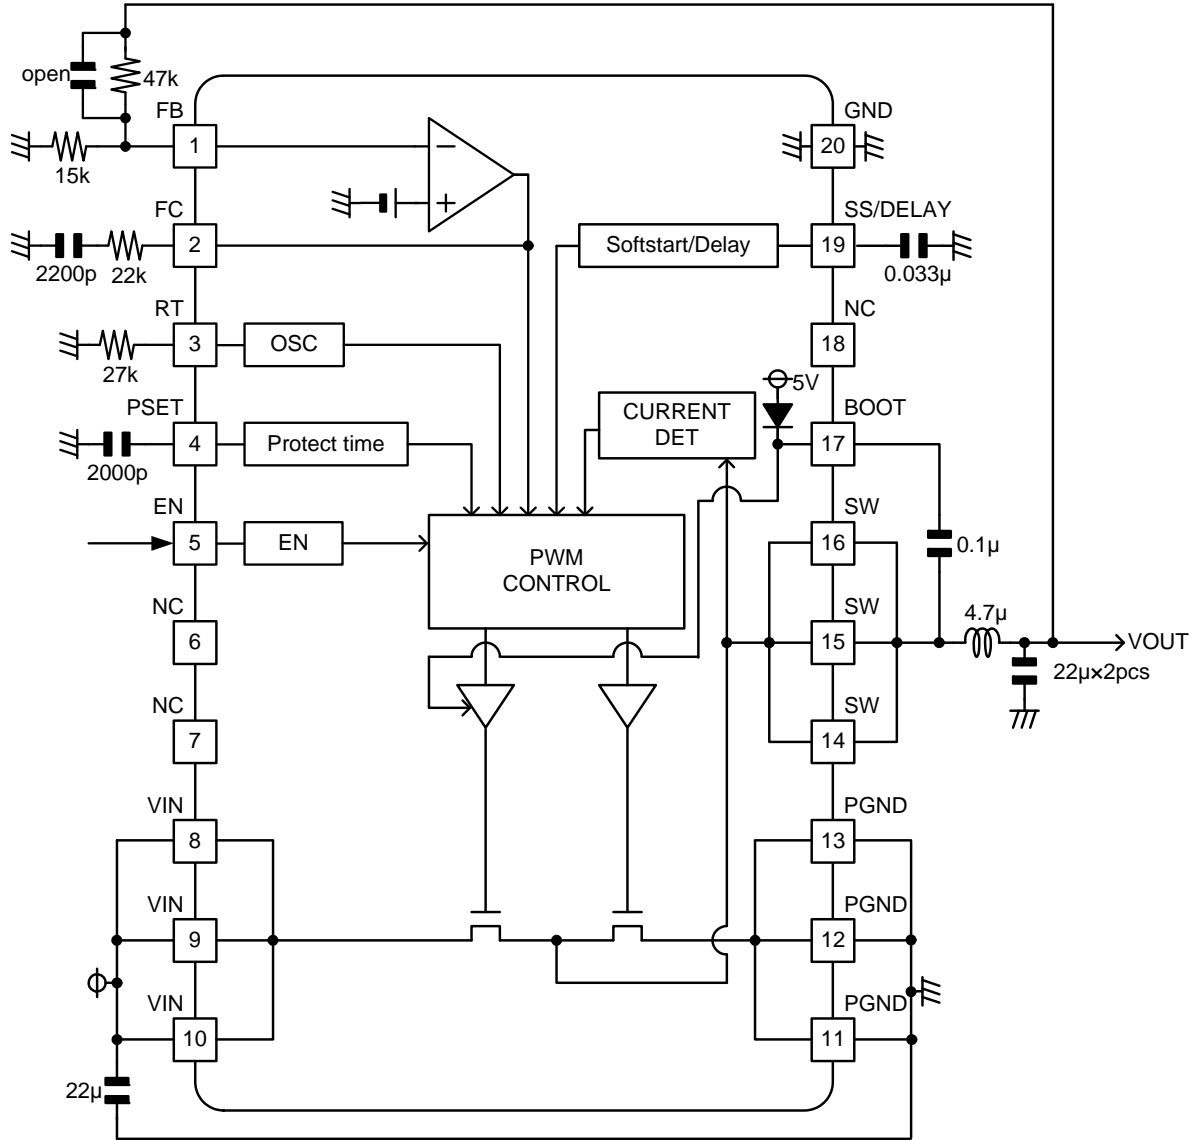 open
47k
FB
1
15k
FC
2
2200p
22k
RT
3
OSC
27k
PSET
4
Protect time
2000p
EN
5
EN
NC
6
NC
7
VIN
8
VIN
9
VIN
10
22μ
PWM
CONTROL
CURRENT
DET
5V
Softstart/Delay
GND
20
SS/DELAY
19
0.033μ
NC
18
BOOT
17
SW
16
0.1μ
SW
15
4.7μ
VOUT
22μ×2pcs
SW
14
PGND
13
PGND
12
PGND
11